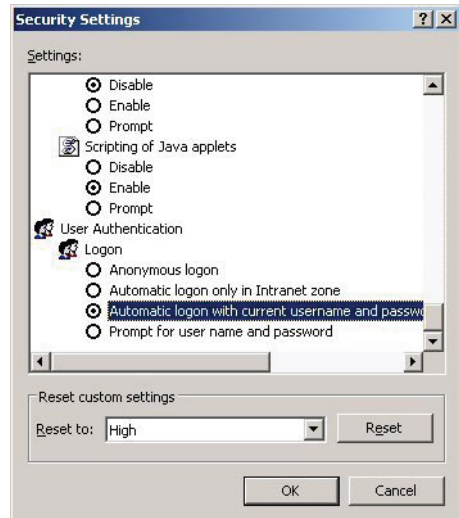 Security Settings
Settings:
Disable
Enable
Prompt
Scripting of Java applets
Disable
Enable
Prompt
User Authentication
Logon
Anonymous logon
Automatic logon only in Intranet zone
Automatic logon with current username and passwo
Prompt for user name and password
Reset custom settings
Reset to: High Reset
OK Cancel